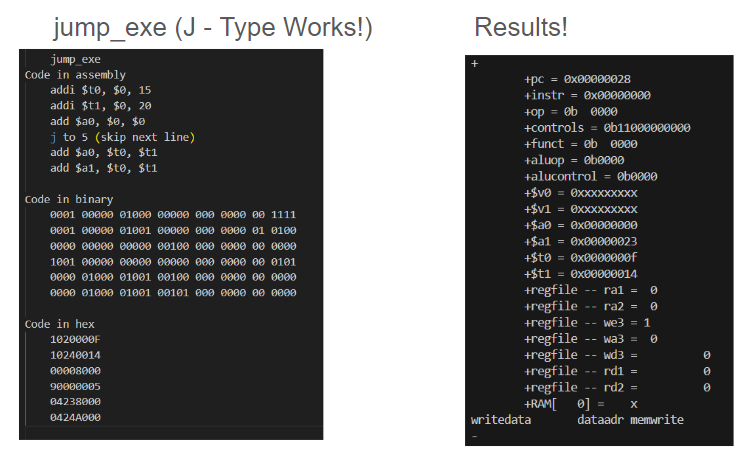 jump_exe (J - Type Works!)
jump_exe
Code in assembly
addi $t0, $0, 15
addi $t1, $0, 20
add $a0, $0, $0
j to 5 (skip next line)
add $a0, $t0, $t1
add $a1, $t0, $t1
Code in binary
0001 00000 01000 00000 000 0000 00 1111
0001 00000 01001 00000 000 0000 01 0100
0000 00000 00000 00100 000 0000 00 0000
1001 00000 00000 00000 000 0000 00 0101
0000 01000 01001 00100 000 0000 00 0000
0000 01000 01001 00101 000 0000 00 0000
Code in hex
1020000F
10240014
00008000
90000005
04238000
0424A000
Results!
+
+pc = 0x00000028
+instr = 0x00000000
+op = 0b  0000
+controls = 0b11000000000
+funct = 0b  0000
+aluop = 0b0000
+alucontrol = 0b0000
+$v0 = 0xxxxxxxxx
+$v1 = 0xxxxxxxxx
+$a0 = 0x00000000
+$a1 = 0x00000023
+$t0 = 0x0000000f
+$t1 = 0x00000014
+regfile -- ra1 =  0
+regfile -- ra2 =  0
+regfile -- we3 = 1
+regfile -- wa3 =  0
+regfile -- wd3 =          0
+regfile -- rd1 =          0
+regfile -- rd2 =          0
+RAM[   0] =    x
writedata       dataadr memwrite
-